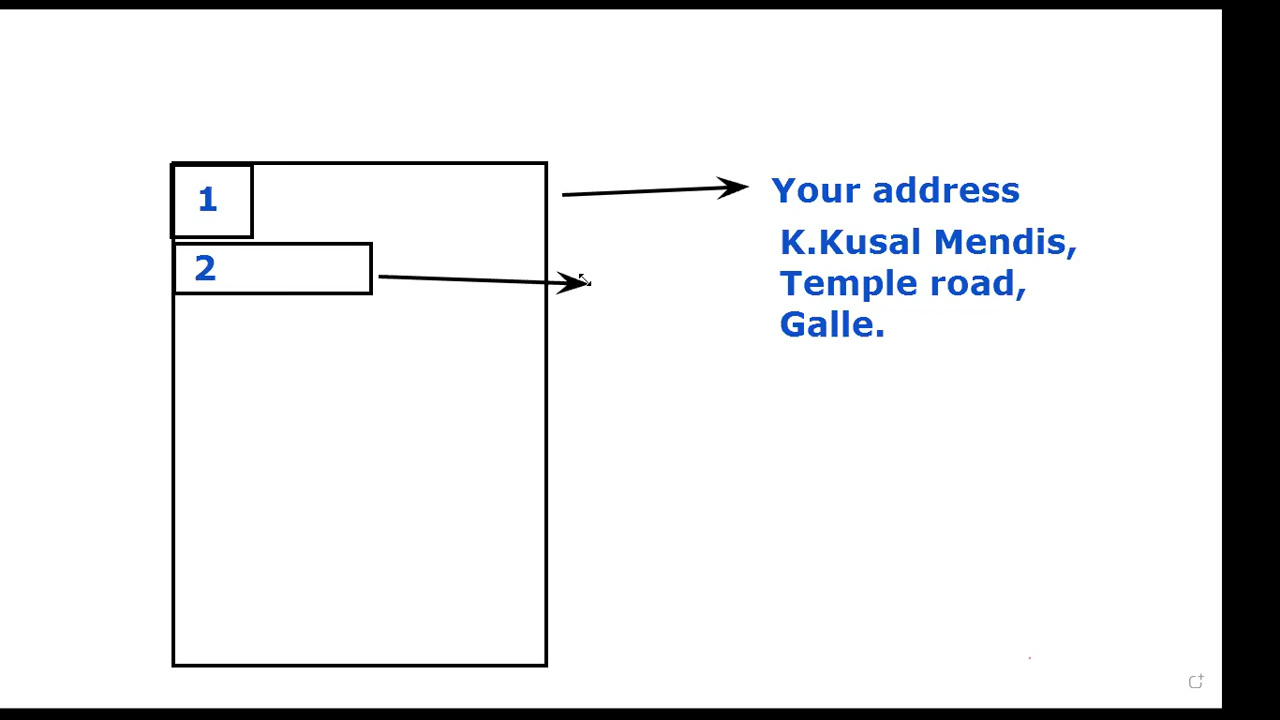 1
Your address
K.Kusal Mendis,
2
Temple road,
Galle.